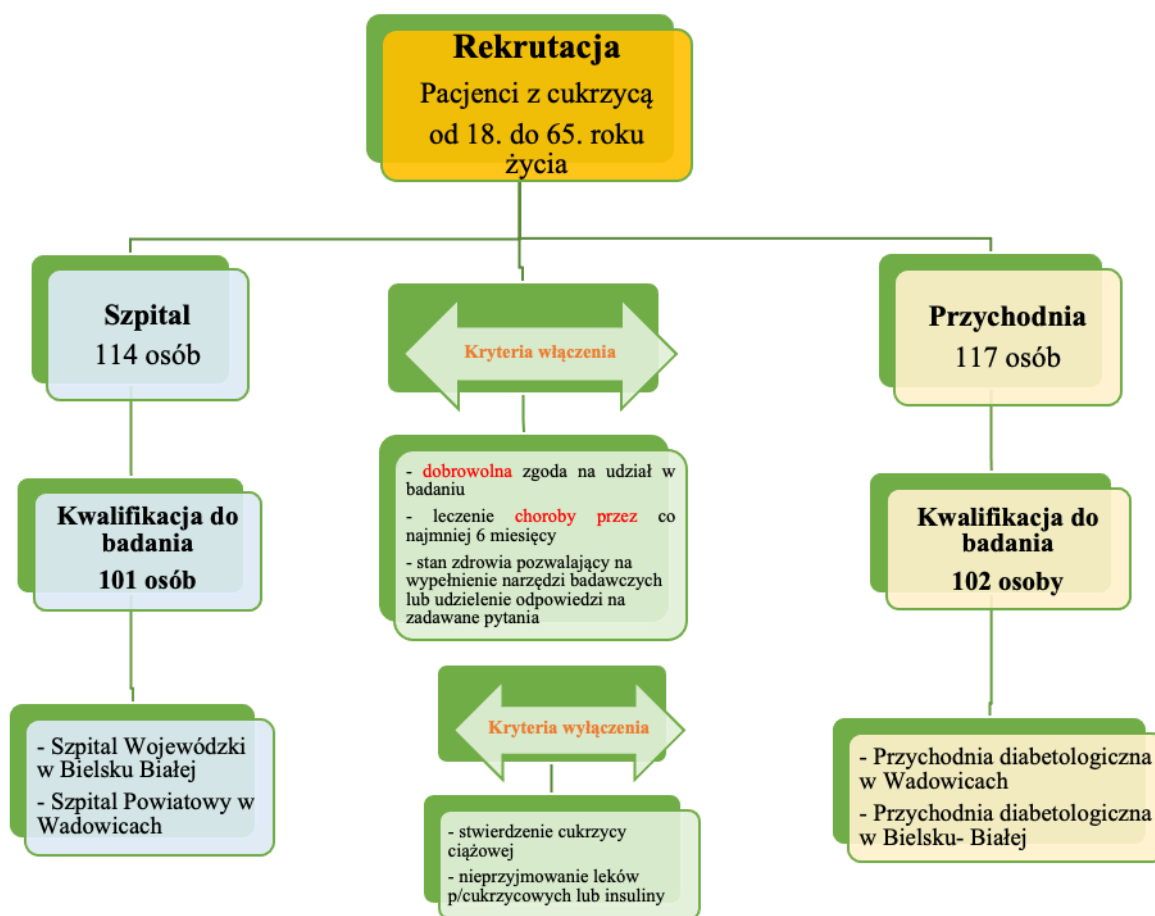 Rekrutacja
Pacjenci z cukrzycą
od 18. do 65. roku
życia
Szpital
114 osób
Kryteria włączenia
Przychodnia
117 osób
Kwalifikacja do
badania
101 osób
- dobrowolna zgoda na udział w
badaniu
- leczenie choroby przez co
najmniej 6 miesięcy
- stan zdrowia pozwalający na
wypełnienie narzędzi badawczych
lub udzielenie odpowiedzi na
zadawane pytania
Kwalifikacja do
badania
102 osoby
- Szpital Wojewódzki
w Bielsku Białej
- Szpital Powiatowy w
Wadowicach
Kryteria wyłączenia
- stwierdzenie cukrzycy
ciążowej
- nieprzyjmowanie leków
p/cukrzycowych lub insuliny
- Przychodnia diabetologiczna
w Wadowicach
- Przychodnia diabetologiczna
w Bielsku- Białej